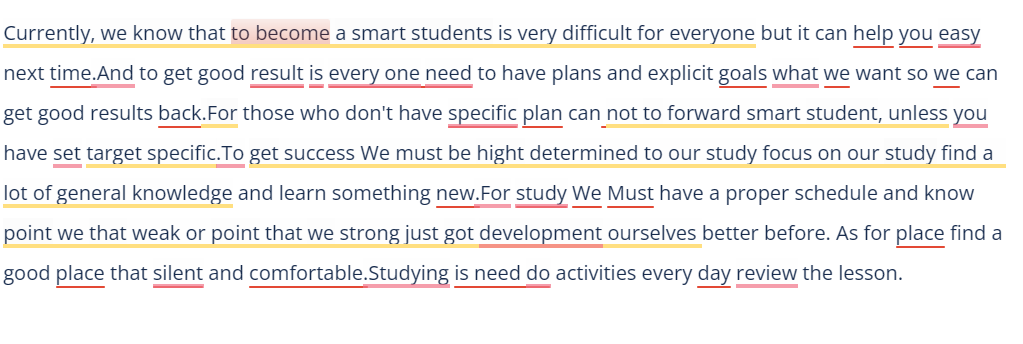 Currently, we know that to become a smart students is very difficult for everyone but it can help you easy
next time.And to get good result is every one need to have plans and explicit goals what we want so we can
get good results back.For those who don't have specific plan can not to forward smart student, unless you
have set target specific.To get success We must be hight determined to our study focus on our study find a
lot of general knowledge and learn something new.For study We Must have a proper schedule and know
point we that weak or point that we strong just got development ourselves better before. As for place find a
good place that silent and comfortable.Studying is need do activities every day review the lesson.